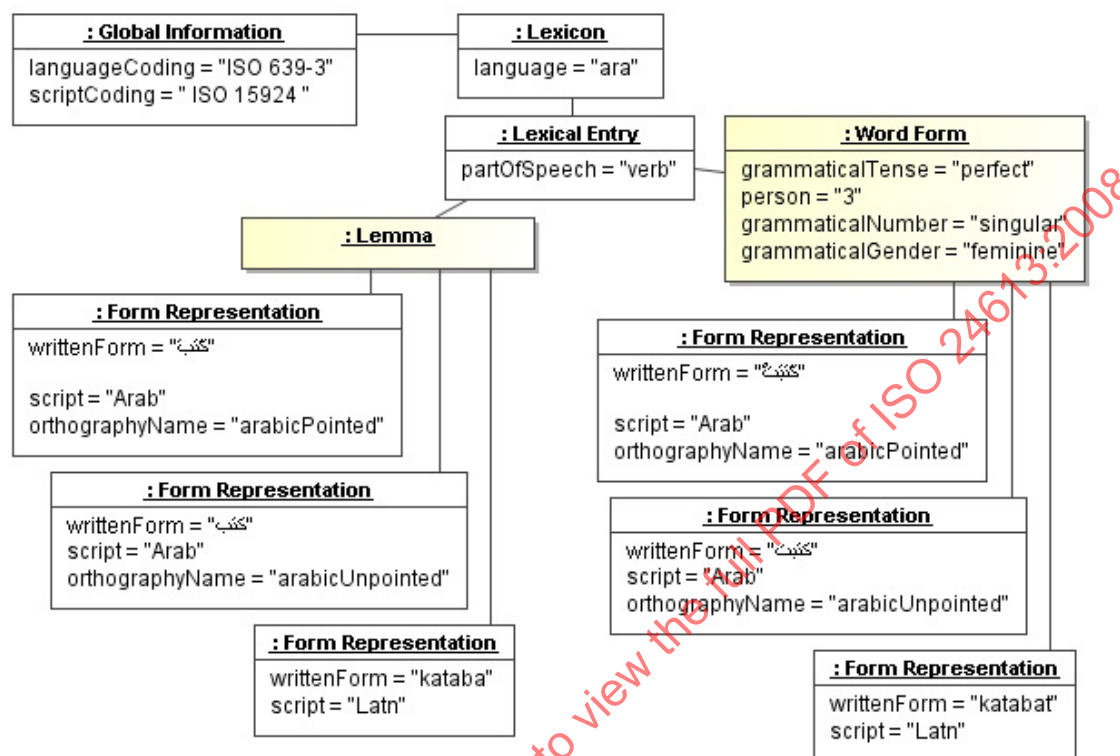 : Global Information
languageCoding = "ISO 639-3"
scriptCoding = " ISO 15924 "
: Lexicon
language = "ara"
: Lexical Entry
partOfSpeech = "verb"
: Word Form
grammaticalTense = "perfect"
person = "3"
grammaticalNumber = "singular"
grammaticalGender = "feminine"
: Lemma
: Form Representation
writtenForm = "كَتَبَ"
script = "Arab"
orthographyName = "arabicPointed"
: Form Representation
writtenForm = "كتب"
script = "Arab"
orthographyName = "arabicUnpointed"
: Form Representation
writtenForm = "kataba"
script = "Latn"
: Form Representation
writtenForm = "كَتَبَتْ"
script = "Arab"
orthographyName = "arabicPointed"
: Form Representation
writtenForm = "كتبت"
script = "Arab"
orthographyName = "arabicUnpointed"
: Form Representation
writtenForm = "katabat"
script = "Latn"
to view the full PDF of ISO 24613:2008